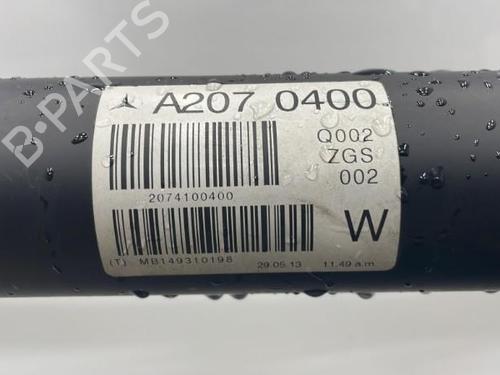 A207 0400
Q002
ZGS
002
2074100400
W
(T) MB149310198 29.05.13 11.49 a.m.
B-PARTS